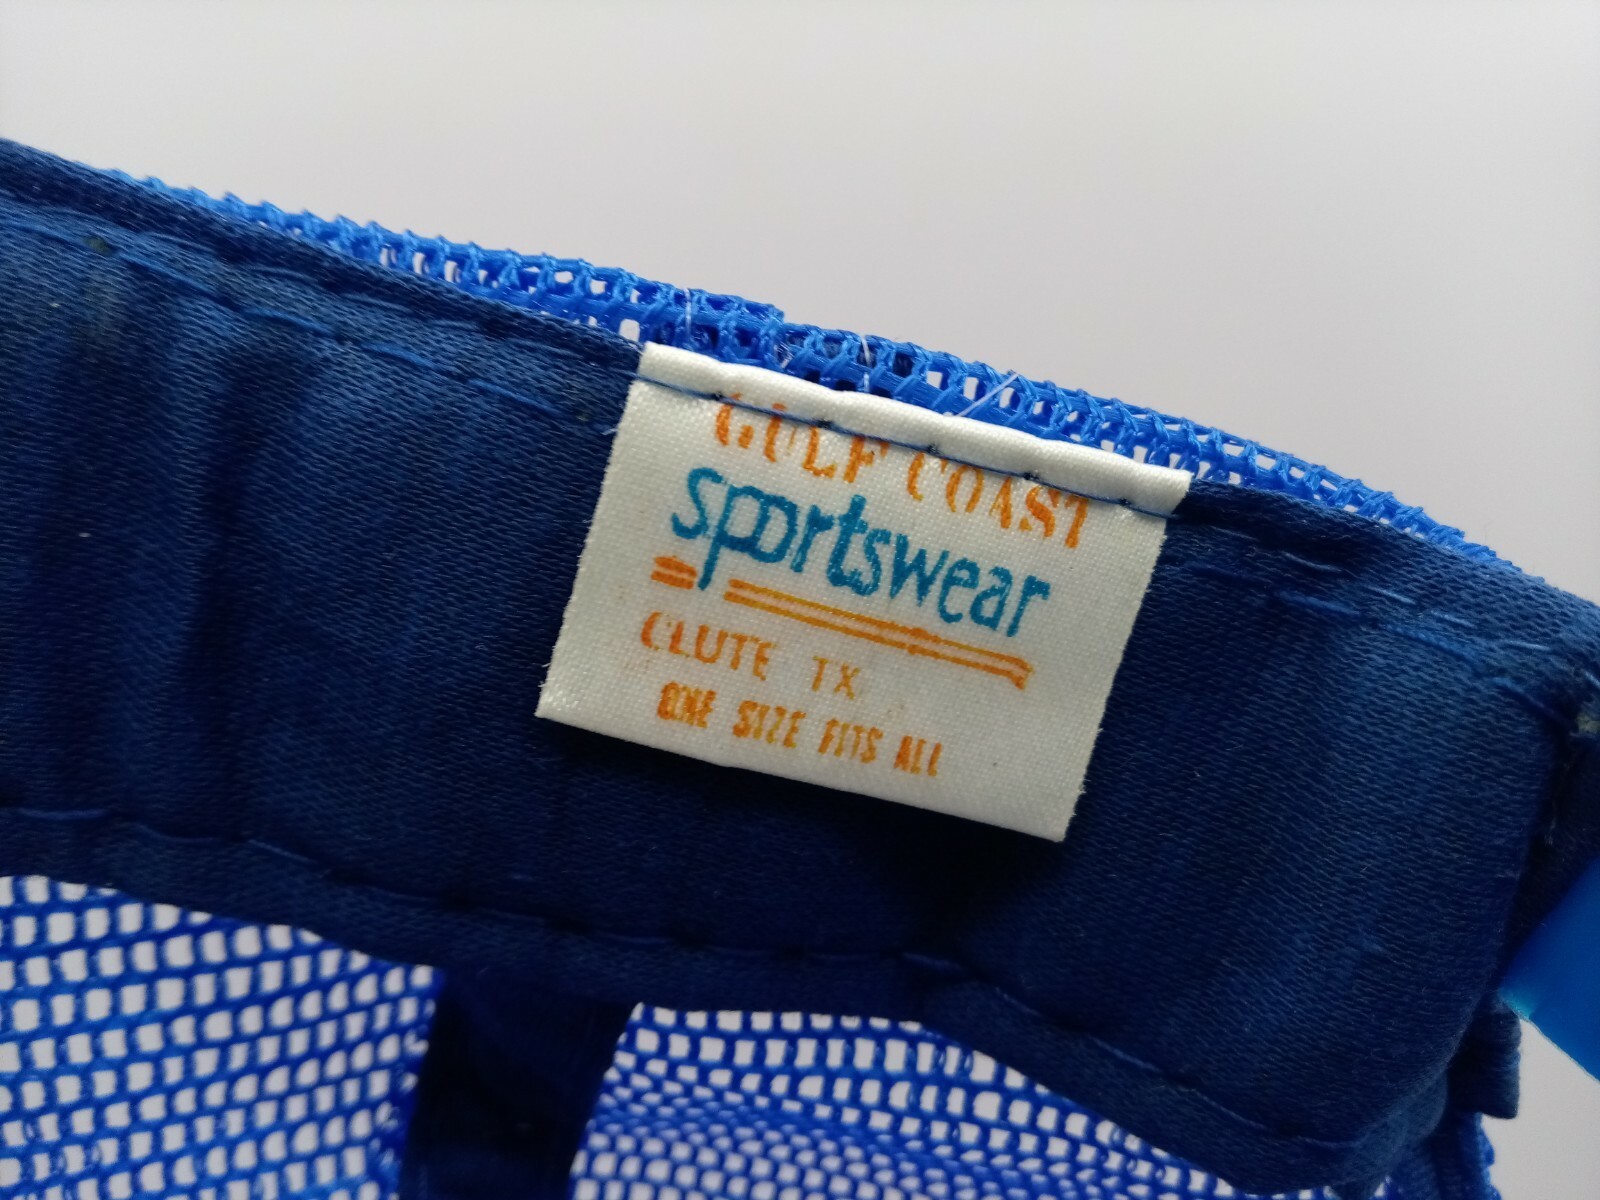 GULF COAST
sportswear
CLUTE TX
ONE SIZE FITS ALL